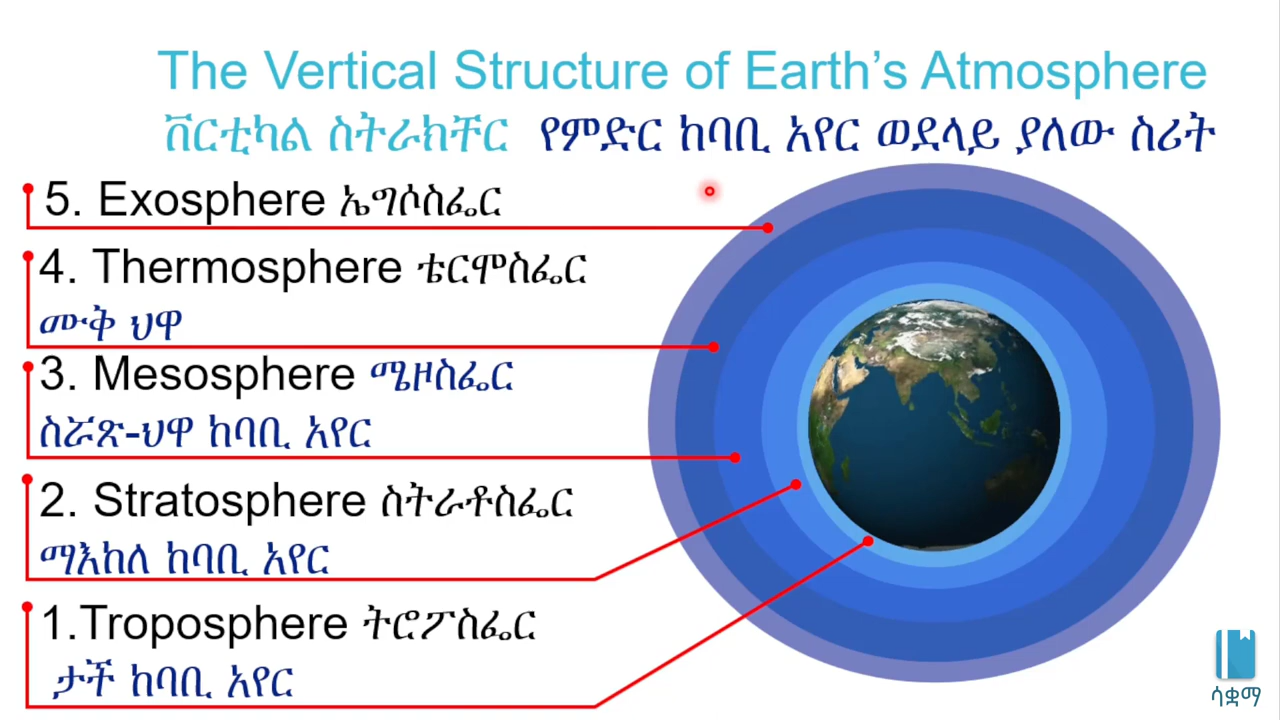 The Vertical Structure of Earth’s Atmosphere
ቨርቲካል ስትራክቸር የምድር ከባቢ አየር ወደላይ ያለው ስሪት
5. Exosphere ኤግሶስፌር
4. Thermosphere ቴርሞስፌር
ሙቅ ህዋ
3. Mesosphere ሜዞስፌር
ስሯጽ-ህዋ ከባቢ አየር
2. Stratosphere ስትራቶስፌር
ማእከለ ከባቢ አየር
1.Troposphere ትሮፖስፌር
ታች ከባቢ አየር
ሳቋማ